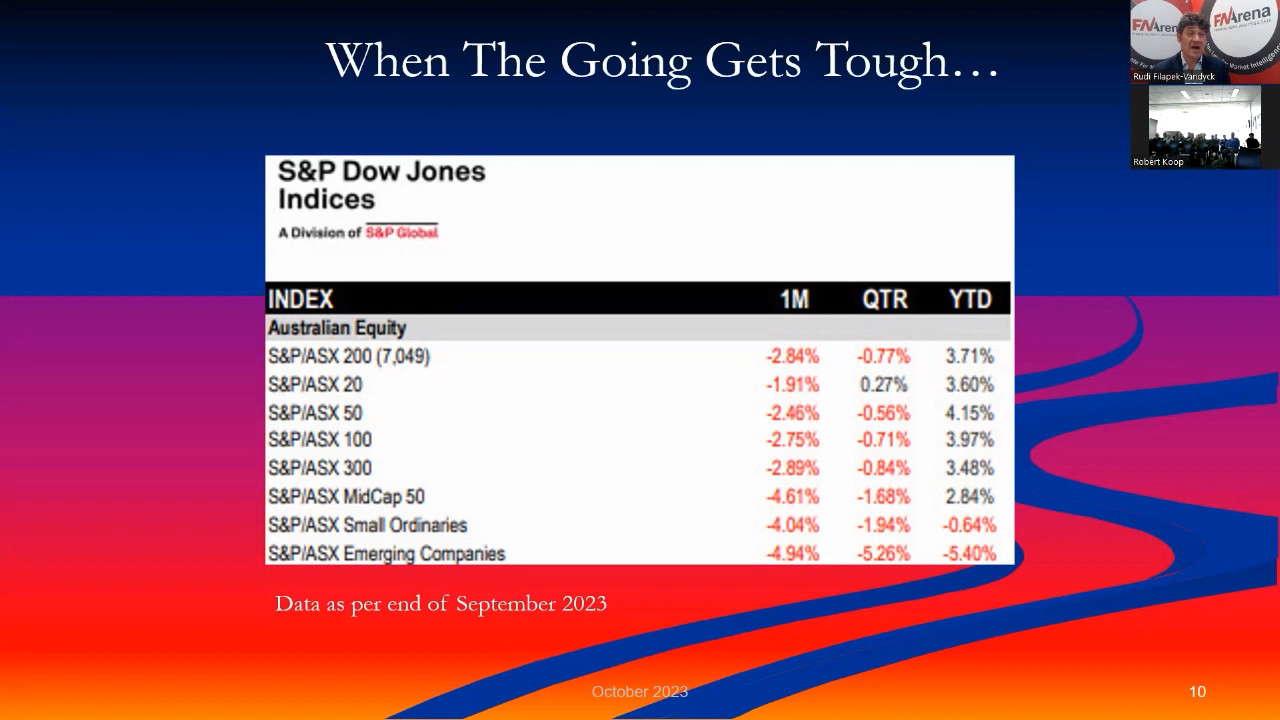 When The Going Gets Tough…
FNArena
FNArena
Rudi Filapek-Vandyck
Robert Koop
S&P Dow Jones
Indices
A Division of S&P Global
INDEX 1M QTR YTD
Australian Equity
S&P/ASX 200 (7,049) -2.84% -0.77% 3.71%
S&P/ASX 20 -1.91% 0.27% 3.60%
S&P/ASX 50 -2.46% -0.56% 4.15%
S&P/ASX 100 -2.75% -0.71% 3.97%
S&P/ASX 300 -2.89% -0.84% 3.48%
S&P/ASX MidCap 50 -4.61% -1.68% 2.84%
S&P/ASX Small Ordinaries -4.04% -1.94% -0.64%
S&P/ASX Emerging Companies -4.94% -5.26% -5.40%
Data as per end of September 2023
October 2023
10